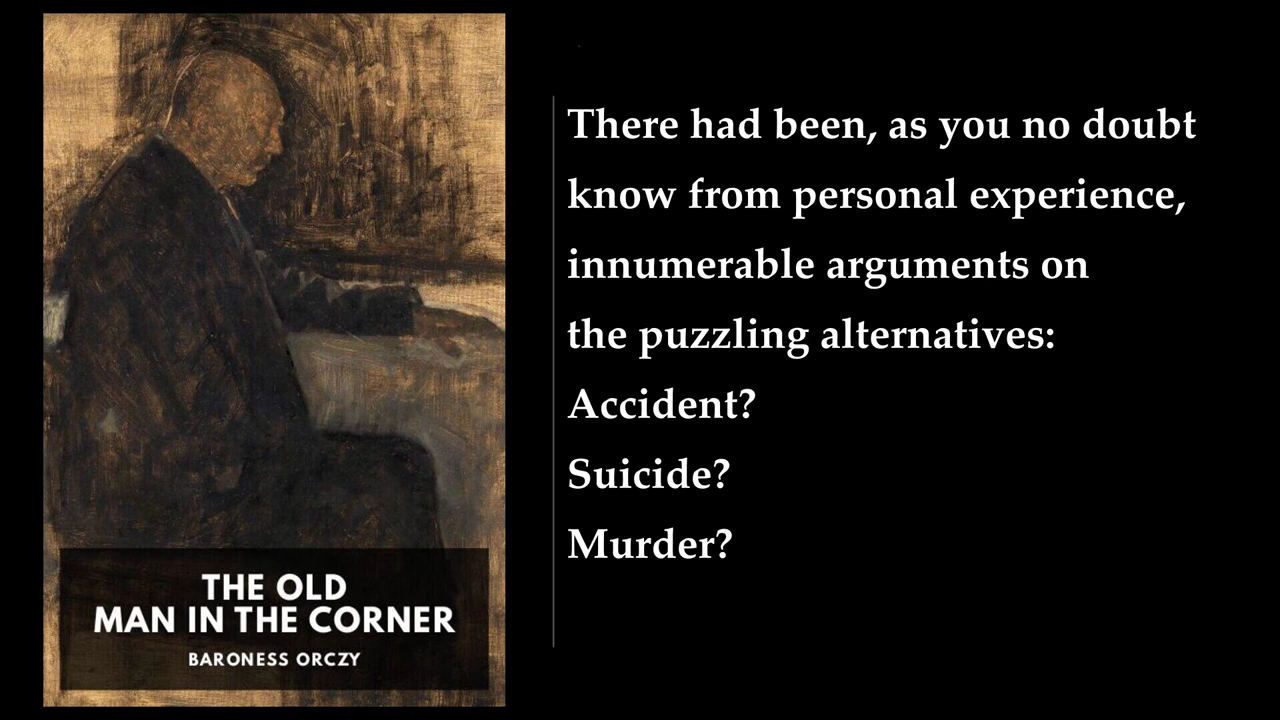 There had been, as you no doubt
know from personal experience,
innumerable arguments on
the puzzling alternatives:
Accident?
Suicide?
Murder?
THE OLD
MAN IN THE CORNER
BARONESS ORCZY